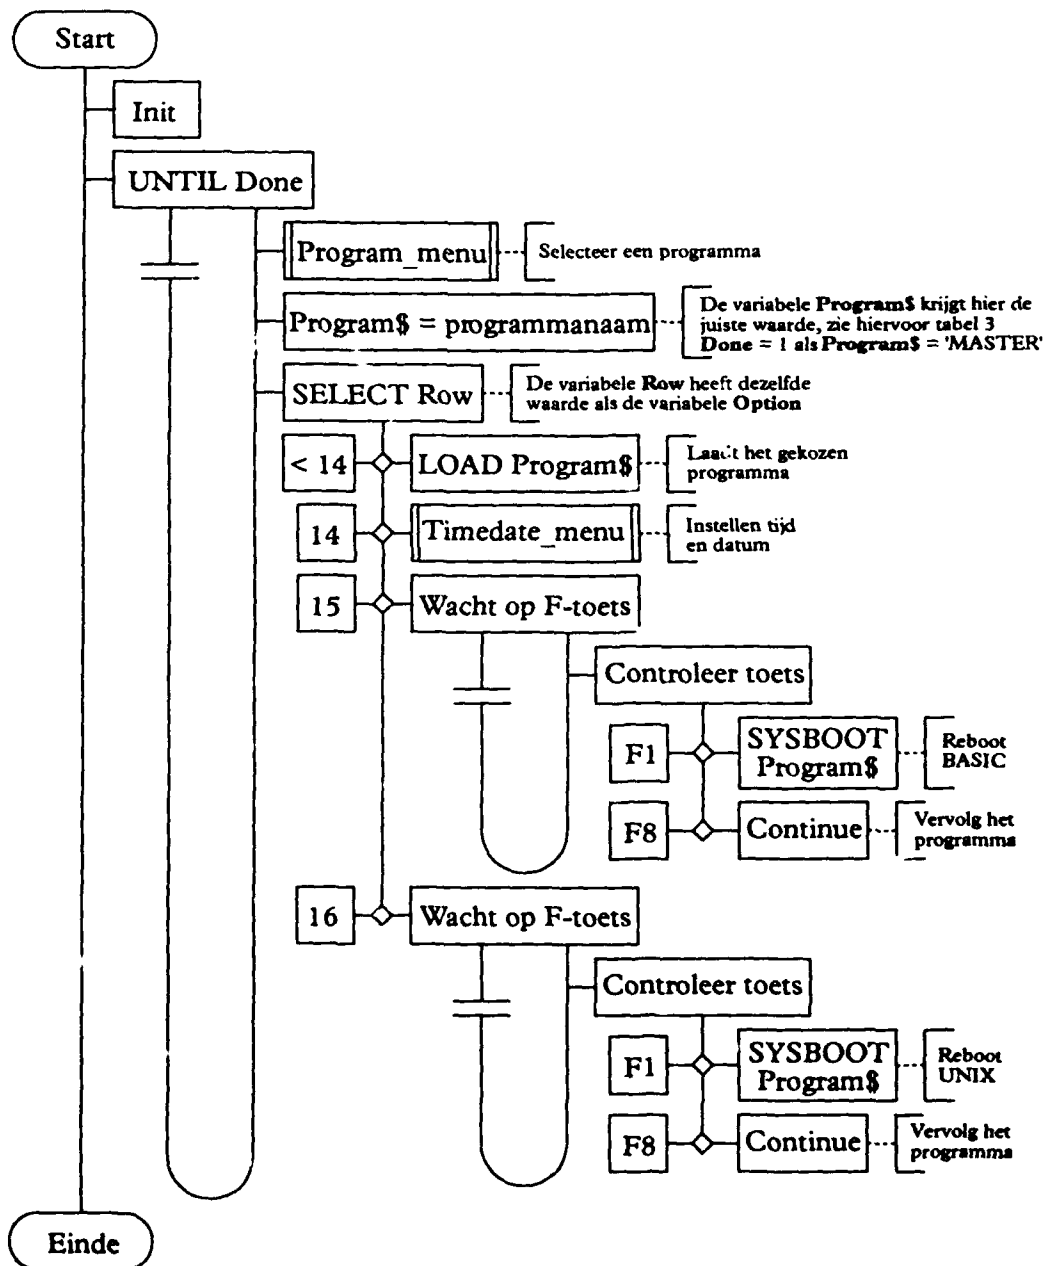 Start
Init
UNTIL Done
Program_menu
Selecteer een programma
Program$ = programmanaam
De variabele Program$ krijgt hier de
juiste waarde, zie hiervoor tabel 3
Done = 1 als Program$ = 'MASTER'
SELECT Row
De variabele Row heeft dezelfde
waarde als de variabele Option
< 14
LOAD Program$
Laadt het gekozen
programma
14
Timedate_menu
Instellen tijd
en datum
15
Wacht op F-toets
Controleer toets
F1
SYSBOOT
Program$
Reboot
BASIC
F8
Continue
Vervolg het
programma
16
Wacht op F-toets
Controleer toets
F1
SYSBOOT
Program$
Reboot
UNIX
F8
Continue
Vervolg het
programma
Einde